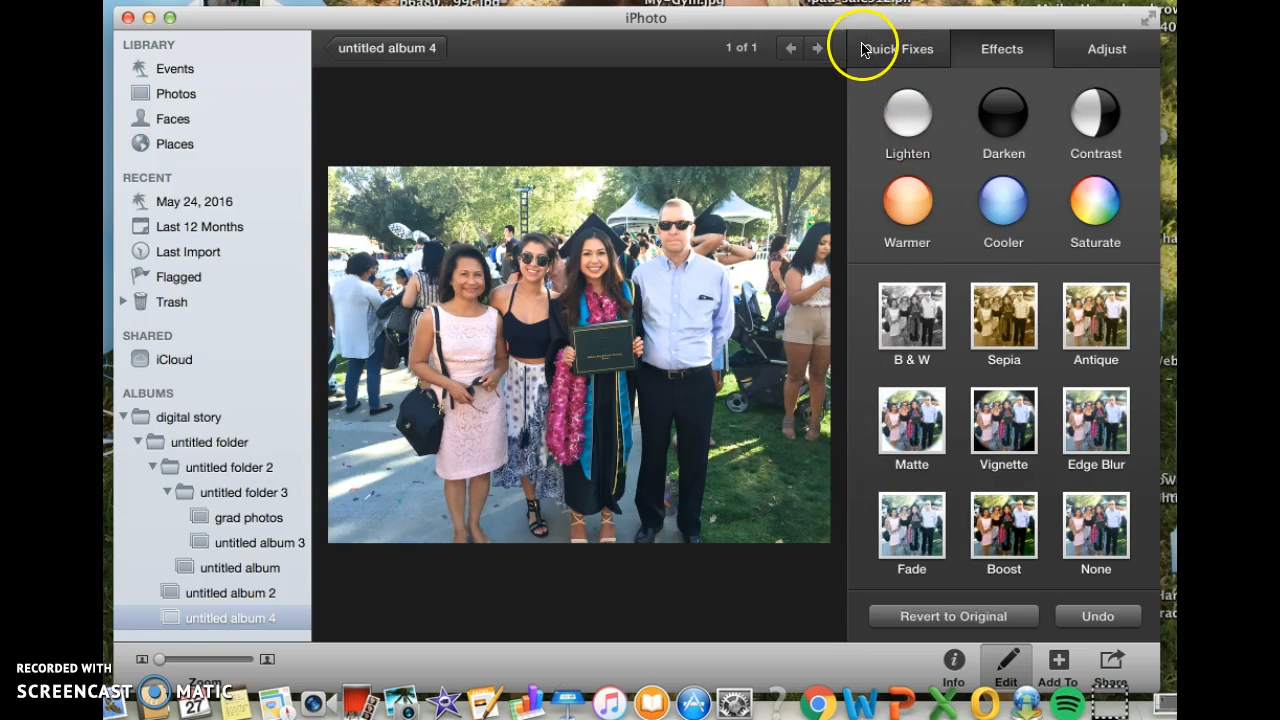 iPhoto
LIBRARY
Events
Photos
Faces
Places
RECENT
May 24, 2016
Last 12 Months
Last Import
Flagged
Trash
SHARED
iCloud
ALBUMS
digital story
untitled folder
untitled folder 2
untitled folder 3
grad photos
untitled album 3
untitled album
untitled album 2
untitled album 4
untitled album 4
1 of 1
Quick Fixes Effects Adjust
Lighten Darken Contrast
Warmer Cooler Saturate
B & W Sepia Antique
Matte Vignette Edge Blur
Fade Boost None
Revert to Original Undo
Zoom
Info Edit Add To Share
RECORDED WITH
SCREENCAST MATIC
27